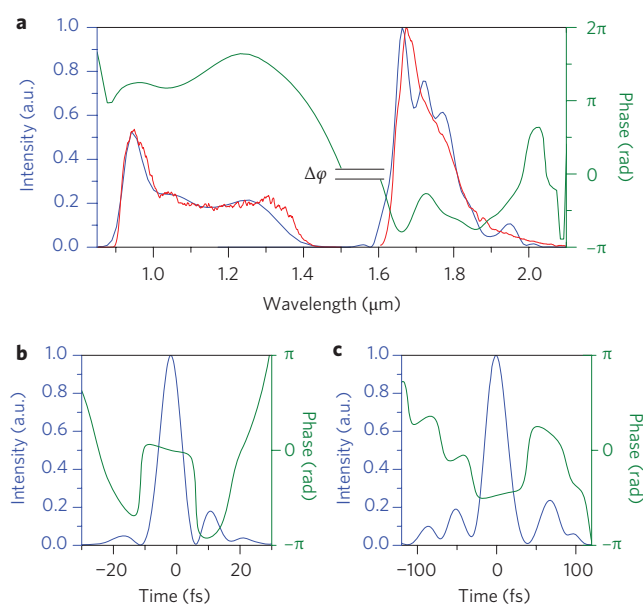 a
1.0
0.8
0.6
0.4
0.2
0.0
Intensity (a.u.)
Δφ
2π
π
0
−π
Phase (rad)
1.0
1.2
1.4
1.6
1.8
2.0
Wavelength (μm)
b
1.0
0.8
0.6
0.4
0.2
0.0
Intensity (a.u.)
π
0
−π
Phase (rad)
−20
0
20
Time (fs)
c
1.0
0.8
0.6
0.4
0.2
0.0
Intensity (a.u.)
π
0
−π
Phase (rad)
−100
0
100
Time (fs)